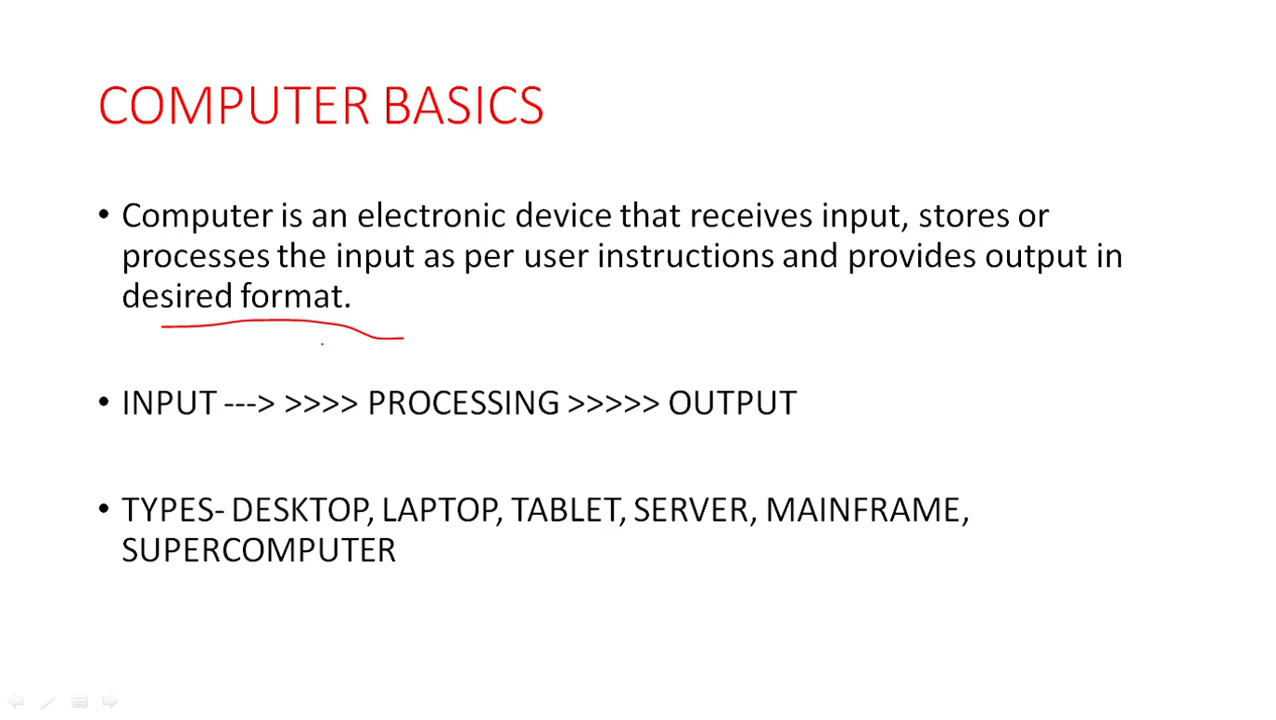 COMPUTER BASICS
• Computer is an electronic device that receives input, stores or
processes the input as per user instructions and provides output in
desired format.
• INPUT ---> >>>> PROCESSING >>>>> OUTPUT
• TYPES- DESKTOP, LAPTOP, TABLET, SERVER, MAINFRAME,
SUPERCOMPUTER